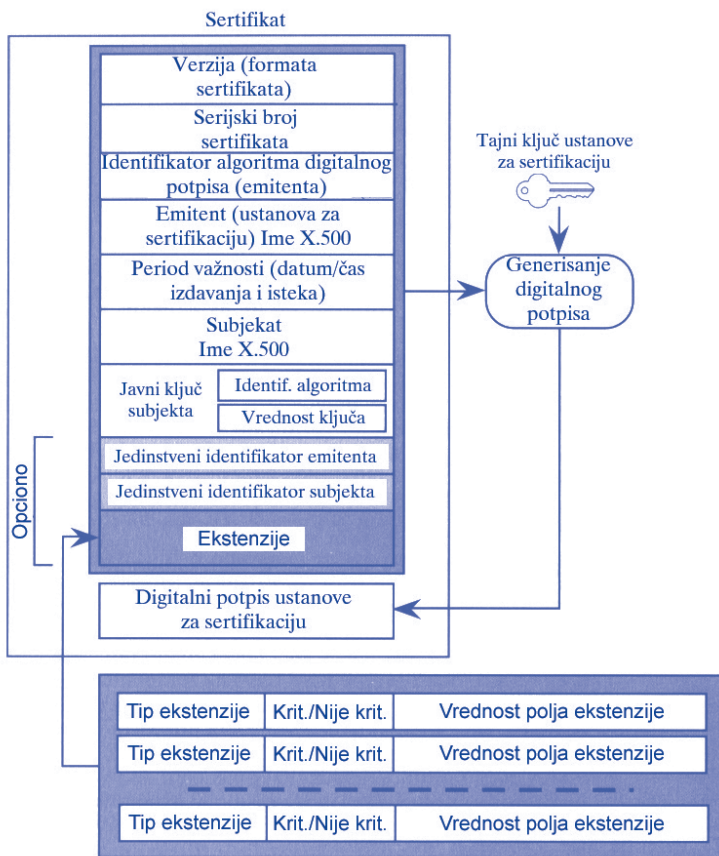 Sertifikat
Verzija (formata
sertifikata)
Serijski broj
sertifikata
Identifikator algoritma digitalnog
potpisa (emitenta)
Emitent (ustanova za
sertifikaciju) Ime X.500
Period važnosti (datum/čas
izdavanja i isteka)
Subjekat
Ime X.500
Javni ključ
subjekta
Identif. algoritma
Vrednost ključa
Opciono
Jedinstveni identifikator emitenta
Jedinstveni identifikator subjekta
Ekstenzije
Digitalni potpis ustanove
za sertifikaciju
Tajni ključ ustanove
za sertifikaciju
Generisanje
digitalnog
potpisa
Tip ekstenzije Krit./Nije krit. Vrednost polja ekstenzije
Tip ekstenzije Krit./Nije krit. Vrednost polja ekstenzije
Tip ekstenzije Krit./Nije krit. Vrednost polja ekstenzije